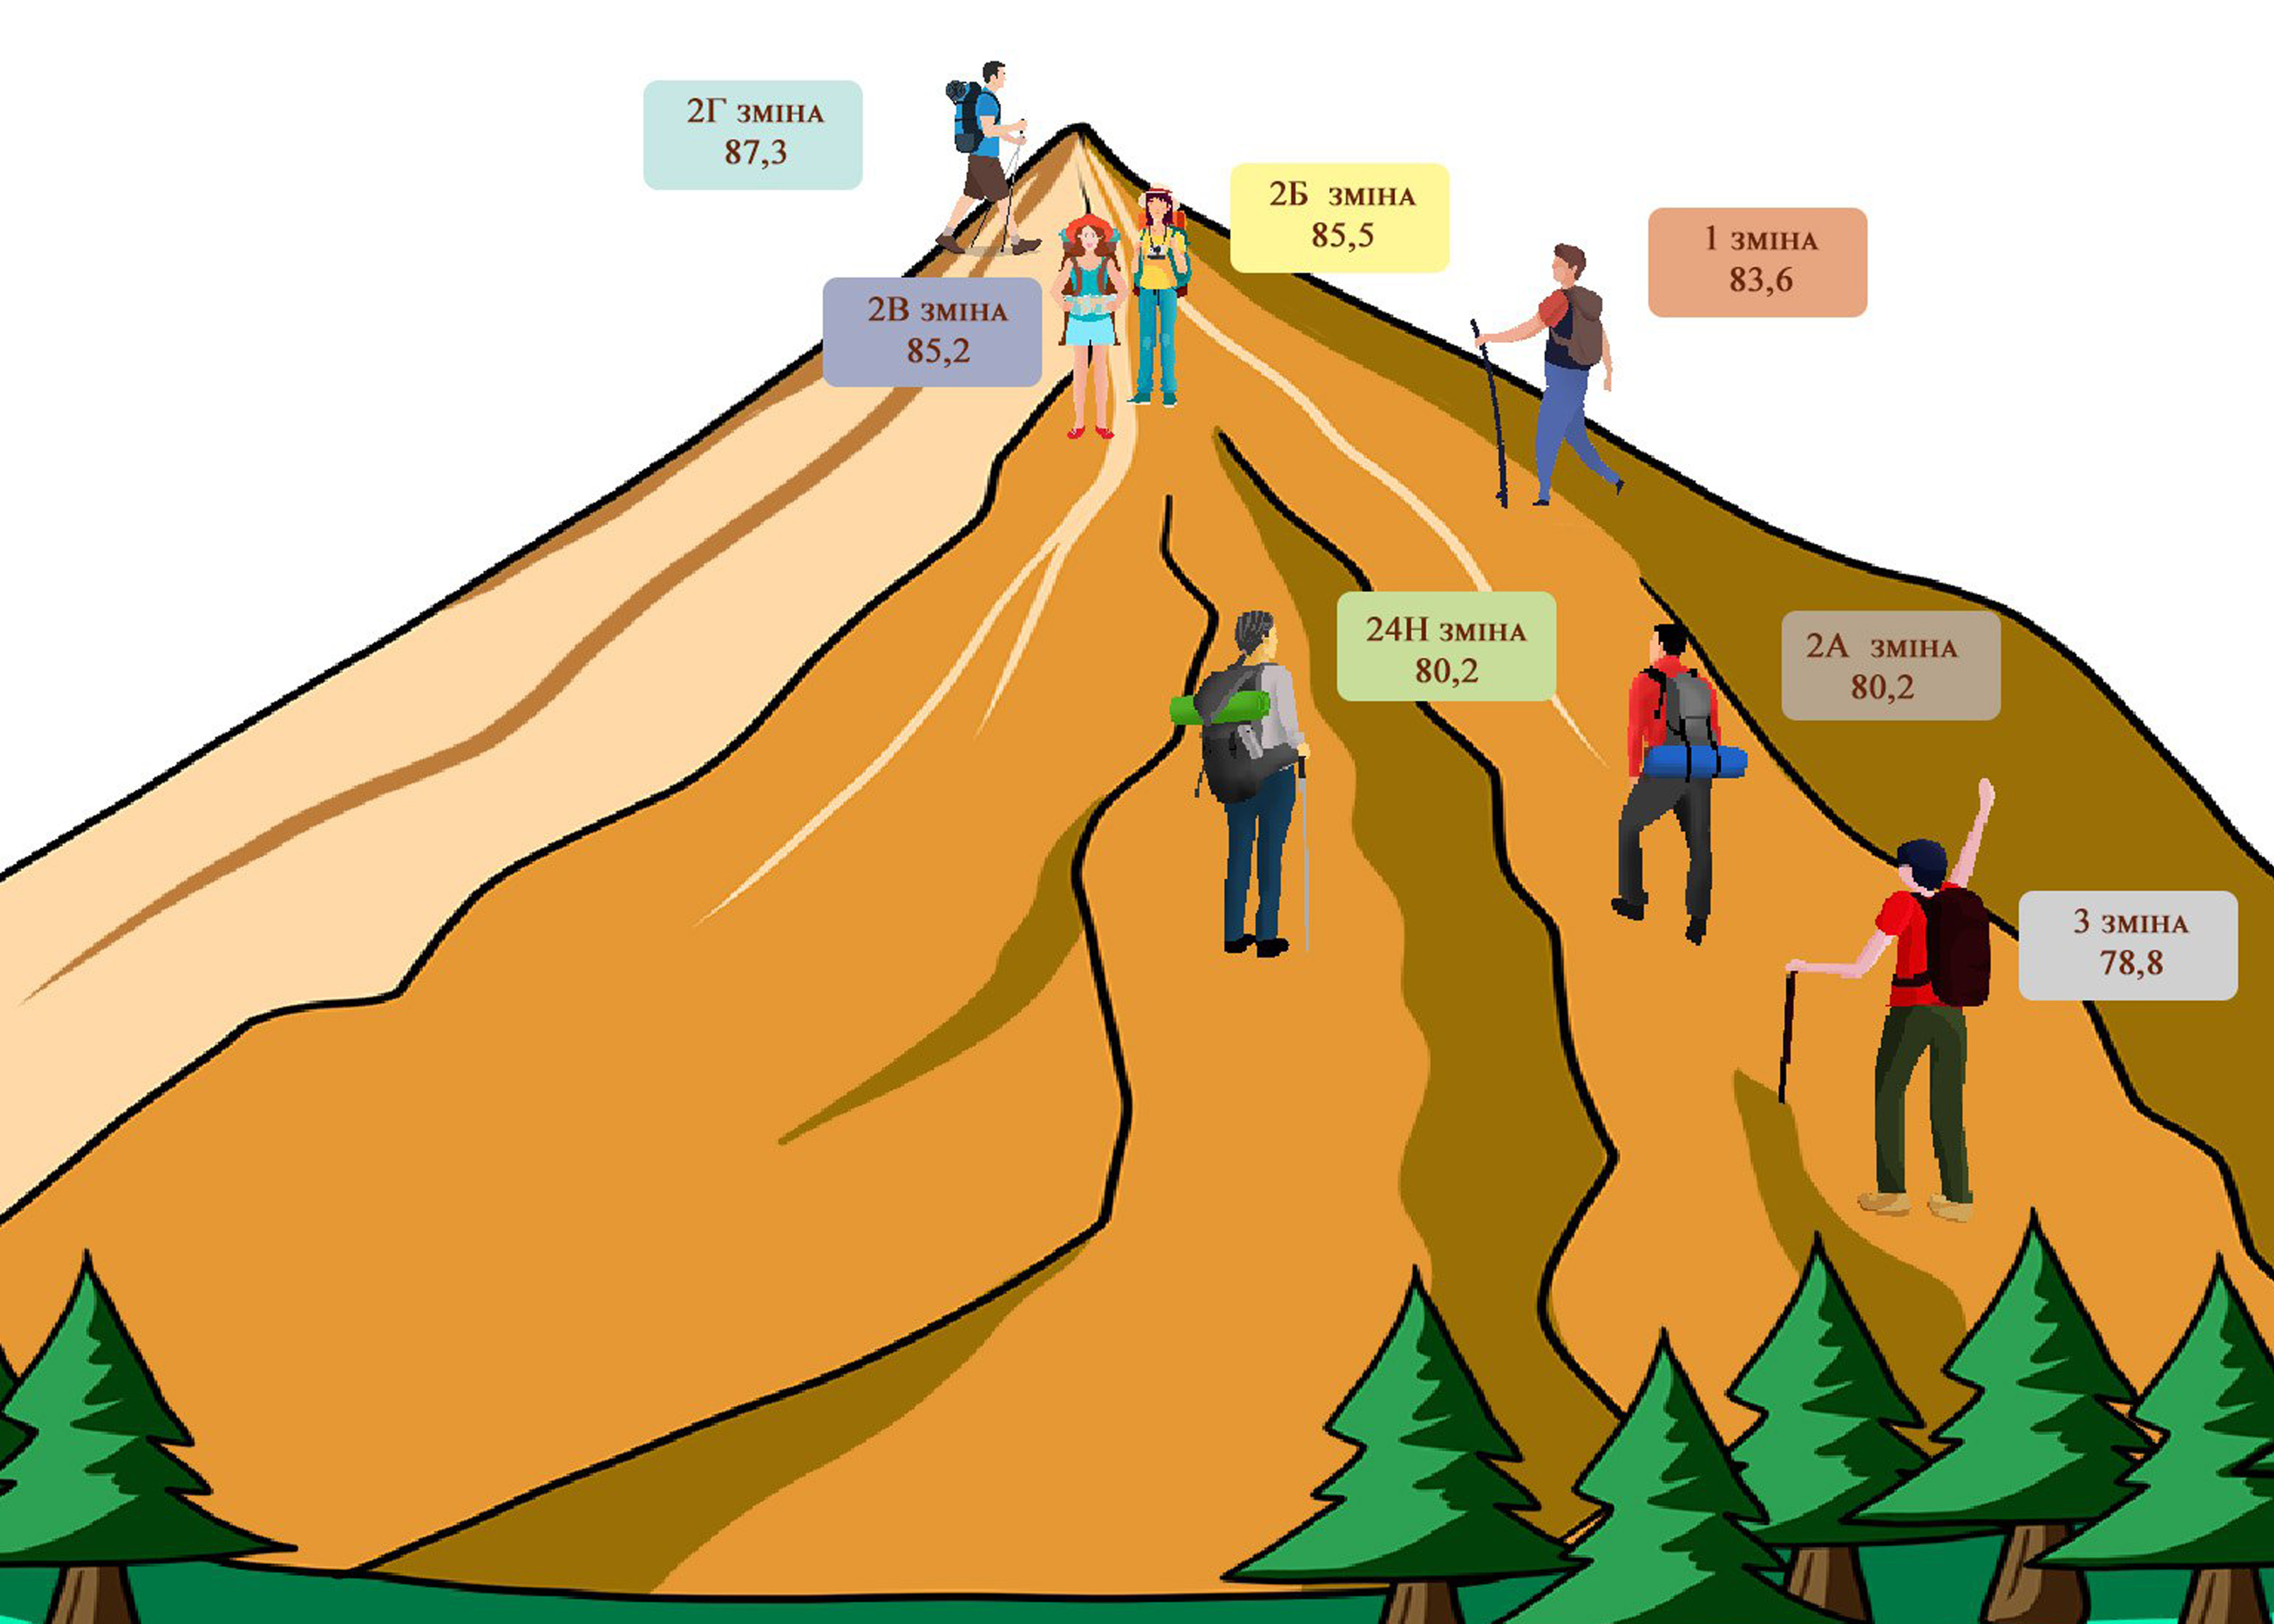 2Г зміна
87,3
2Б зміна
85,5
1 зміна
83,6
2В зміна
85,2
24Н зміна
80,2
2А зміна
80,2
3 зміна
78,8